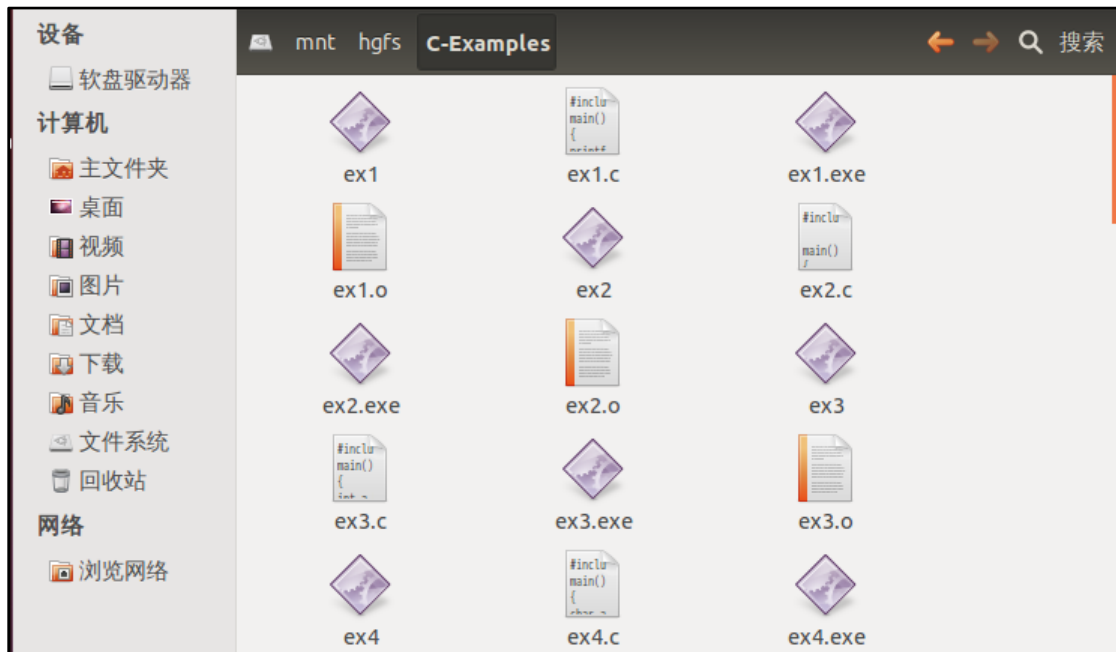 设备
软盘驱动器
计算机
主文件夹
桌面
视频
图片
文档
下载
音乐
文件系统
回收站
网络
浏览网络
mnt hgfs C-Examples 搜索
#inclu
main()
{
printf
ex1 ex1.c ex1.exe
#inclu
main()
{
ex1.o ex2 ex2.c
ex2.exe ex2.o ex3
#inclu
main()
{
int a
ex3.c ex3.exe ex3.o
#inclu
main()
{
char a
ex4 ex4.c ex4.exe